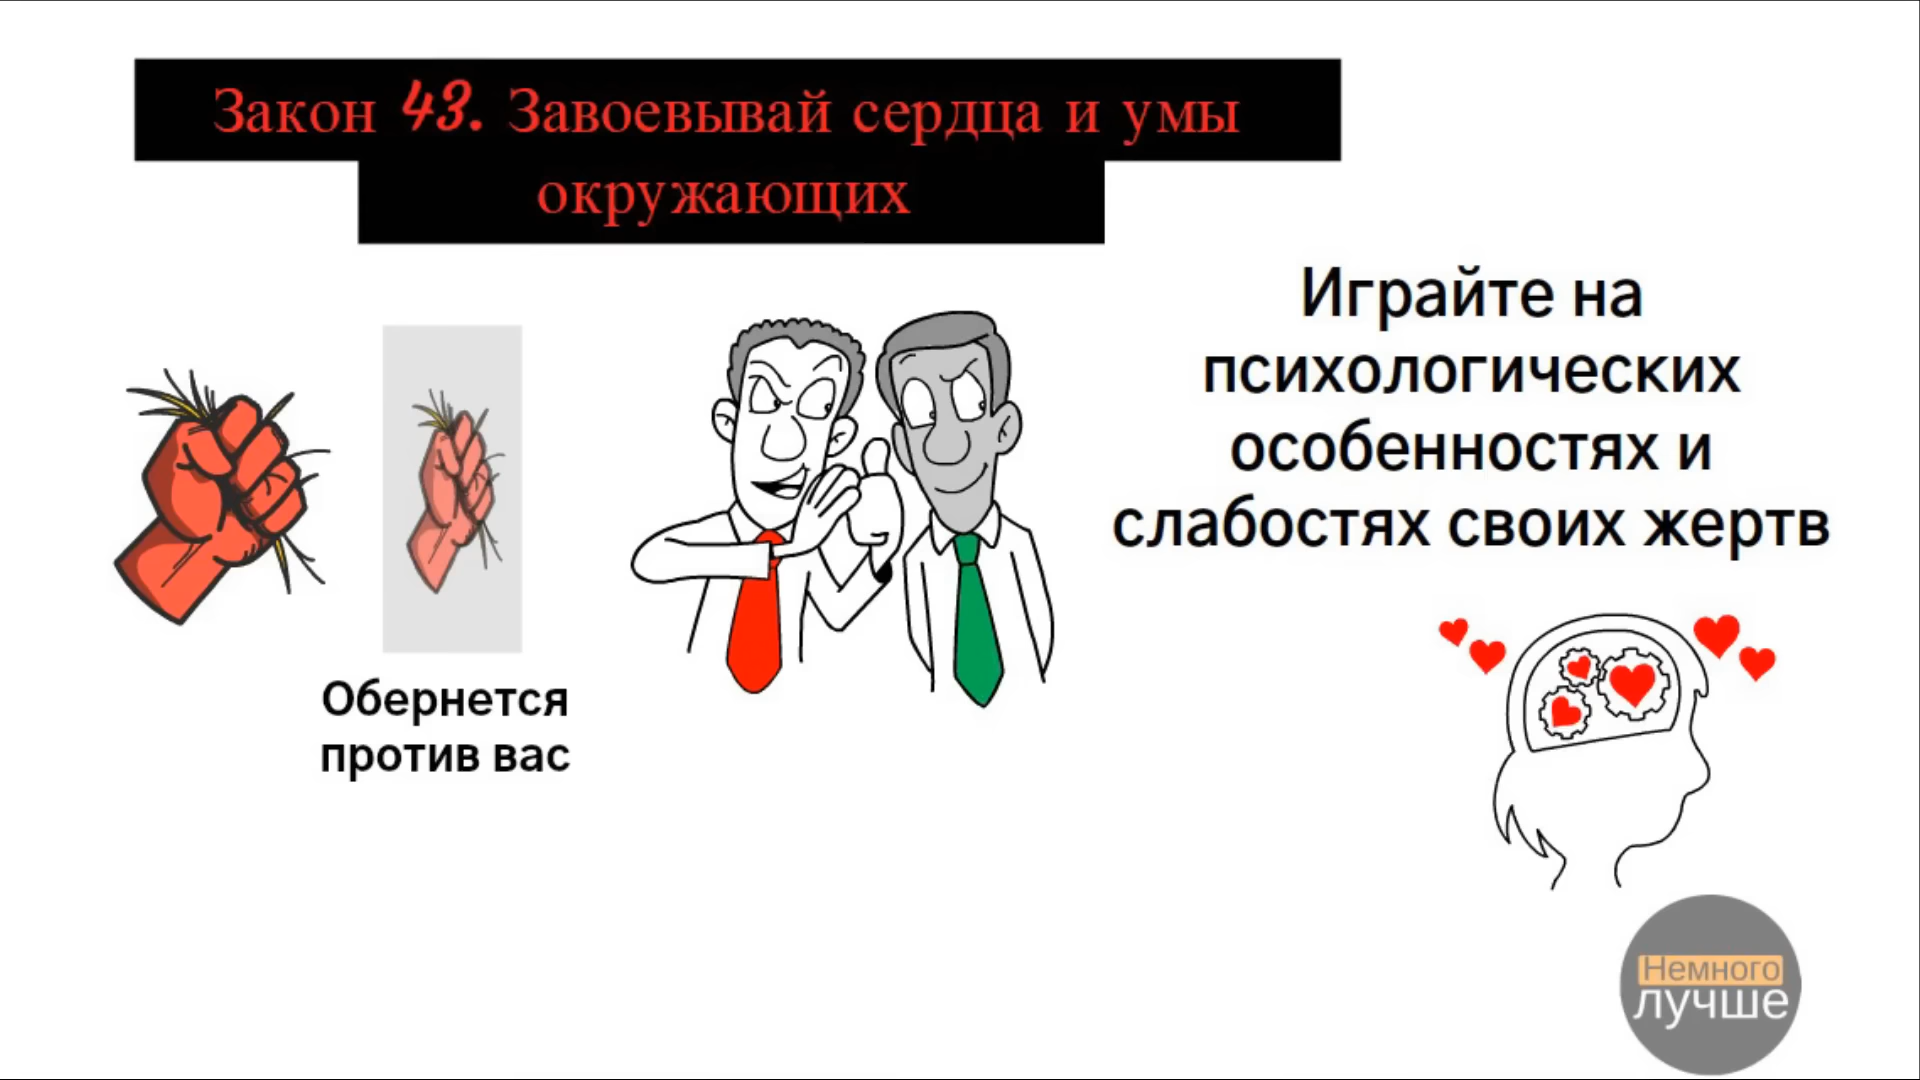 Закон 43. Завоевывай сердца и умы
окружающих
Играйте на
психологических
особенностях и
слабостях своих жертв
Обернется
против вас
Немного
лучше